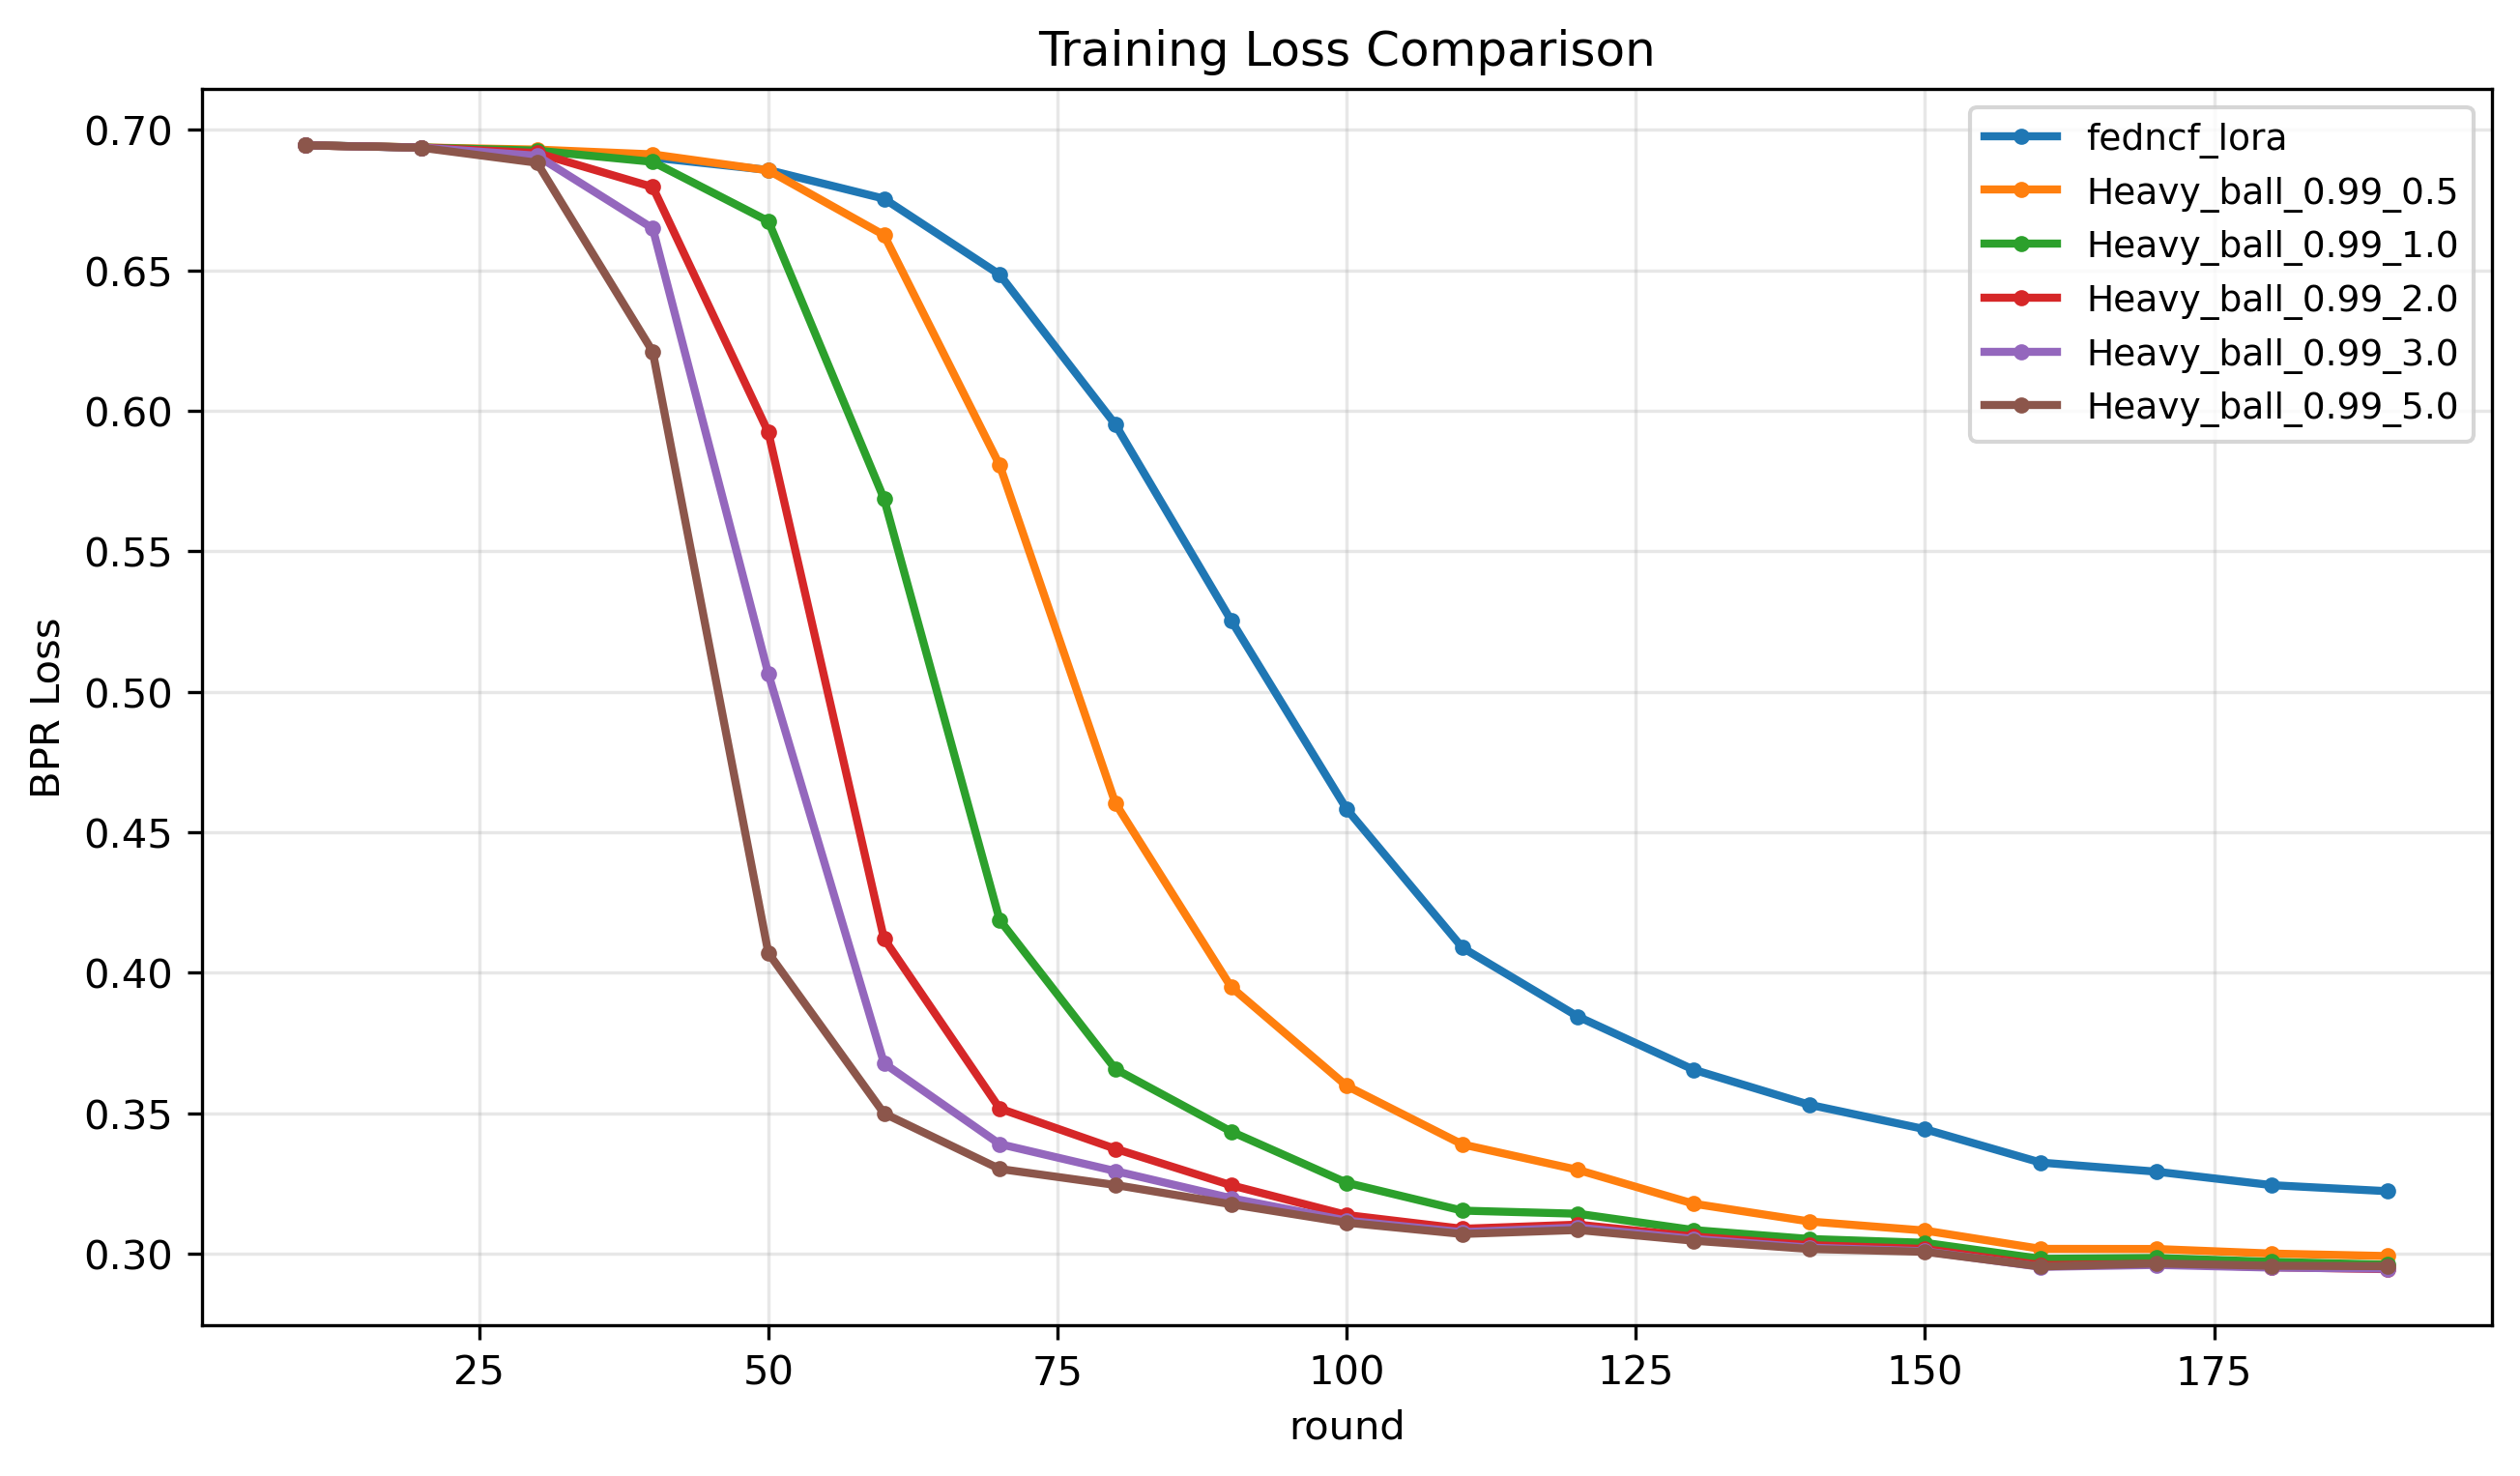 Training Loss Comparison
0.70
0.65
0.60
0.55
0.50
0.45
0.40
0.35
0.30
BPR Loss
fedncf_lora
Heavy_ball_0.99_0.5
Heavy_ball_0.99_1.0
Heavy_ball_0.99_2.0
Heavy_ball_0.99_3.0
Heavy_ball_0.99_5.0
25 50 75 100 125 150 175
round